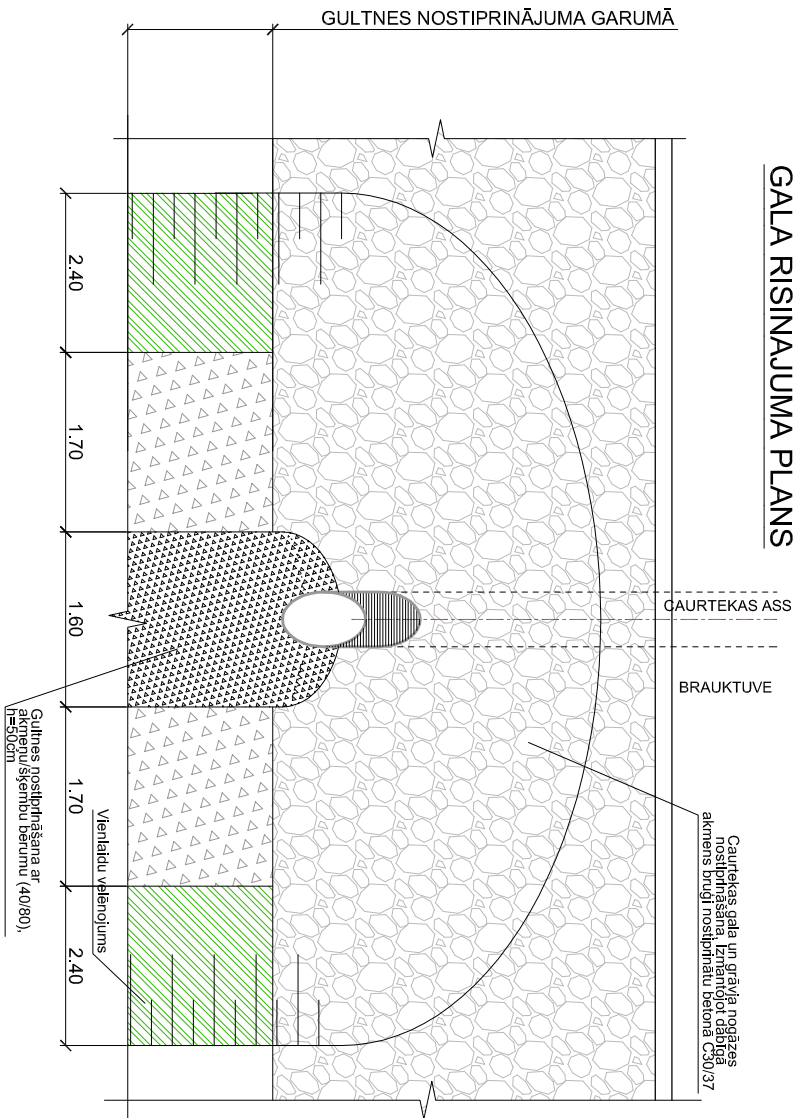 GULTNES NOSTIPRINĀJUMA GARUMĀ
GALA RISINAJUMA PLANS
CAURTEKAS ASS
BRAUKTUVE
Caurtekas gala un grāvja nogāzes
nostiprināšana, izmantojot dabīgā
akmens bruģi nostiprinātu betonā C30/37
2.40
1.70
1.60
1.70
2.40
Vienlaidu velēnojums
Gultnes nostiprināšana ar
akmeņu/šķembu bērumu (40/80),
h=50cm